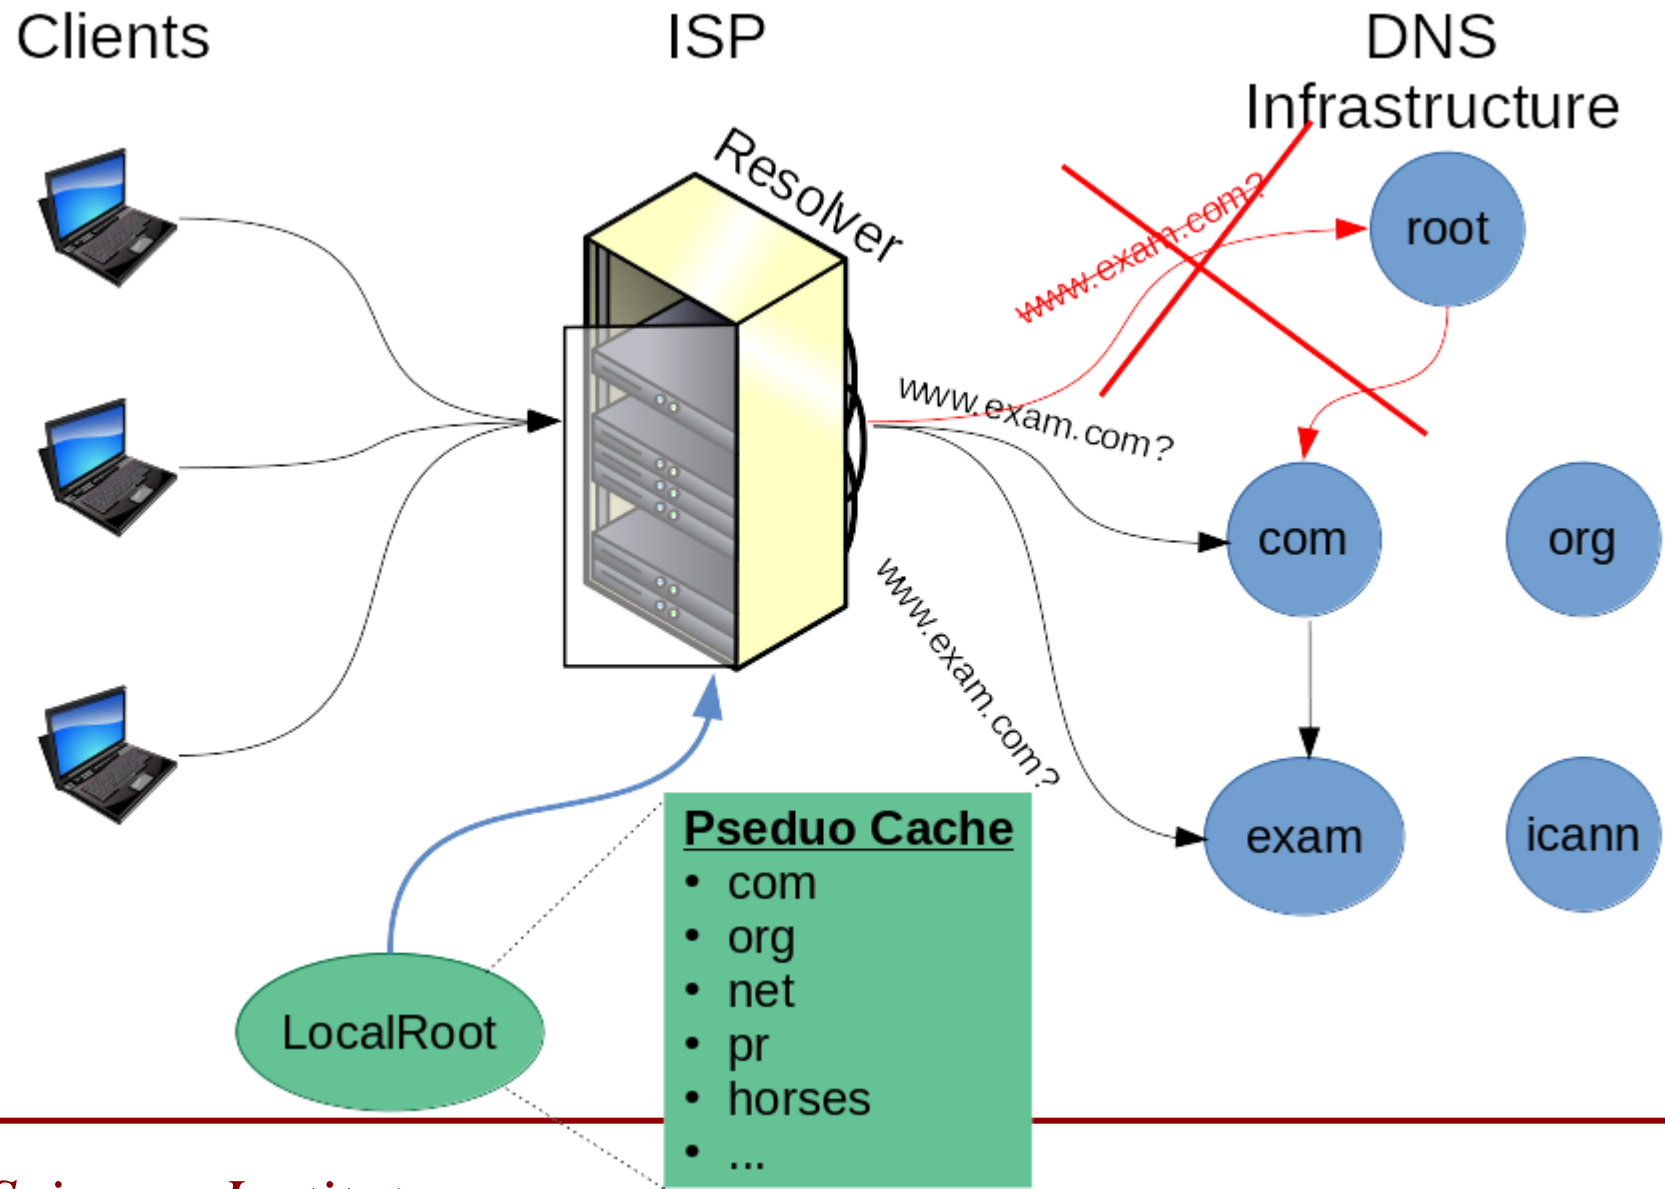 Clients
ISP
DNS
Infrastructure
Resolver
www.exam.com?
root
www.exam.com?
com
org
www.exam.com?
exam
icann
Pseduo Cache
• com
• org
• net
• pr
• horses
• ...
LocalRoot